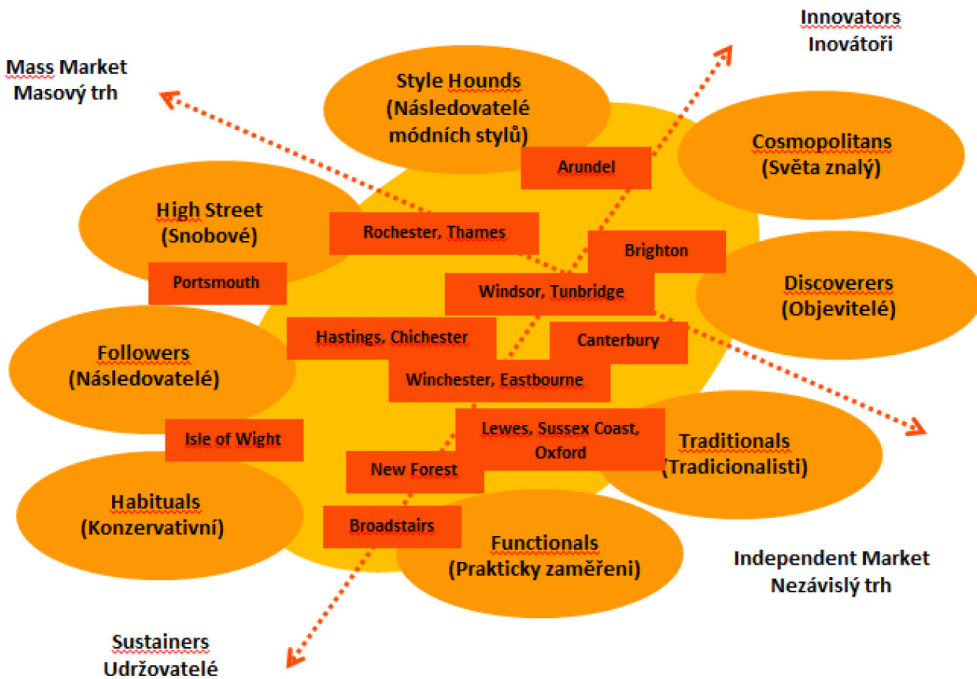 Innovators
Inovátoři
Mass Market
Masový trh
Style Hounds
(Následovatelé
módních stylů)
Cosmopolitans
(Světa znalý)
Arundel
High Street
(Snobové)
Rochester, Thames
Brighton
Portsmouth
Windsor, Tunbridge
Discoverers
(Objevitelé)
Hastings, Chichester
Canterbury
Followers
(Následovatelé)
Winchester, Eastbourne
Isle of Wight
Lewes, Sussex Coast,
Oxford
Traditionals
(Tradicionalisti)
New Forest
Habituals
(Konzervativní)
Broadstairs
Functionals
(Prakticky zaměřeni)
Independent Market
Nezávislý trh
Sustainers
Udržovatelé